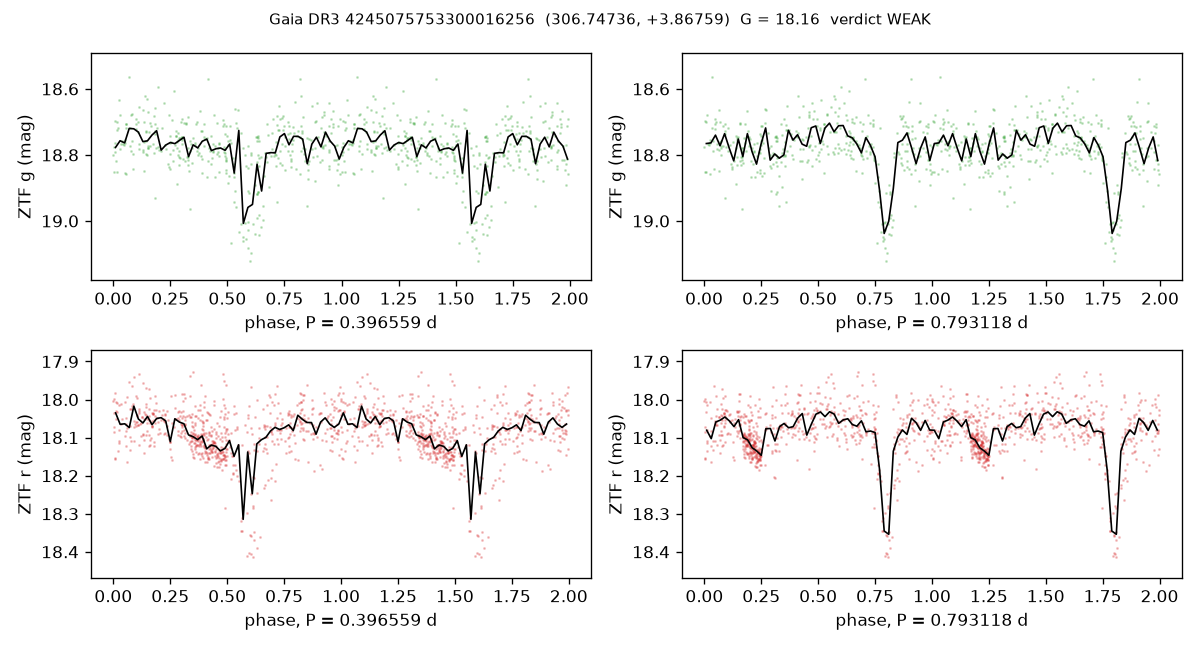 Gaia DR3 4245075753300016256 (306.74736, +3.86759) G = 18.16 verdict WEAK
ZTF g (mag)
18.6
18.8
19.0
0.00 0.25 0.50 0.75 1.00 1.25 1.50 1.75 2.00
phase, P = 0.396559 d
ZTF g (mag)
18.6
18.8
19.0
0.00 0.25 0.50 0.75 1.00 1.25 1.50 1.75 2.00
phase, P = 0.793118 d
ZTF r (mag)
17.9
18.0
18.1
18.2
18.3
18.4
0.00 0.25 0.50 0.75 1.00 1.25 1.50 1.75 2.00
phase, P = 0.396559 d
ZTF r (mag)
17.9
18.0
18.1
18.2
18.3
18.4
0.00 0.25 0.50 0.75 1.00 1.25 1.50 1.75 2.00
phase, P = 0.793118 d